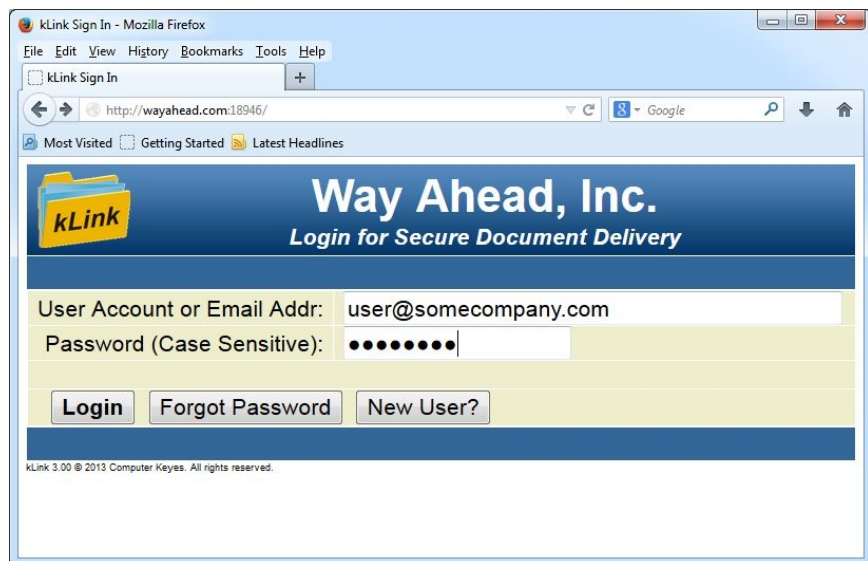 kLink Sign In - Mozilla Firefox
File Edit View History Bookmarks Tools Help
kLink Sign In +
http://wayahead.com:18946/ 8 Google
Most Visited Getting Started Latest Headlines
kLink
Way Ahead, Inc.
Login for Secure Document Delivery
User Account or Email Addr: user@somecompany.com
Password (Case Sensitive): ●●●●●●●●
Login Forgot Password New User?
kLink 3.00 © 2013 Computer Keyes. All rights reserved.